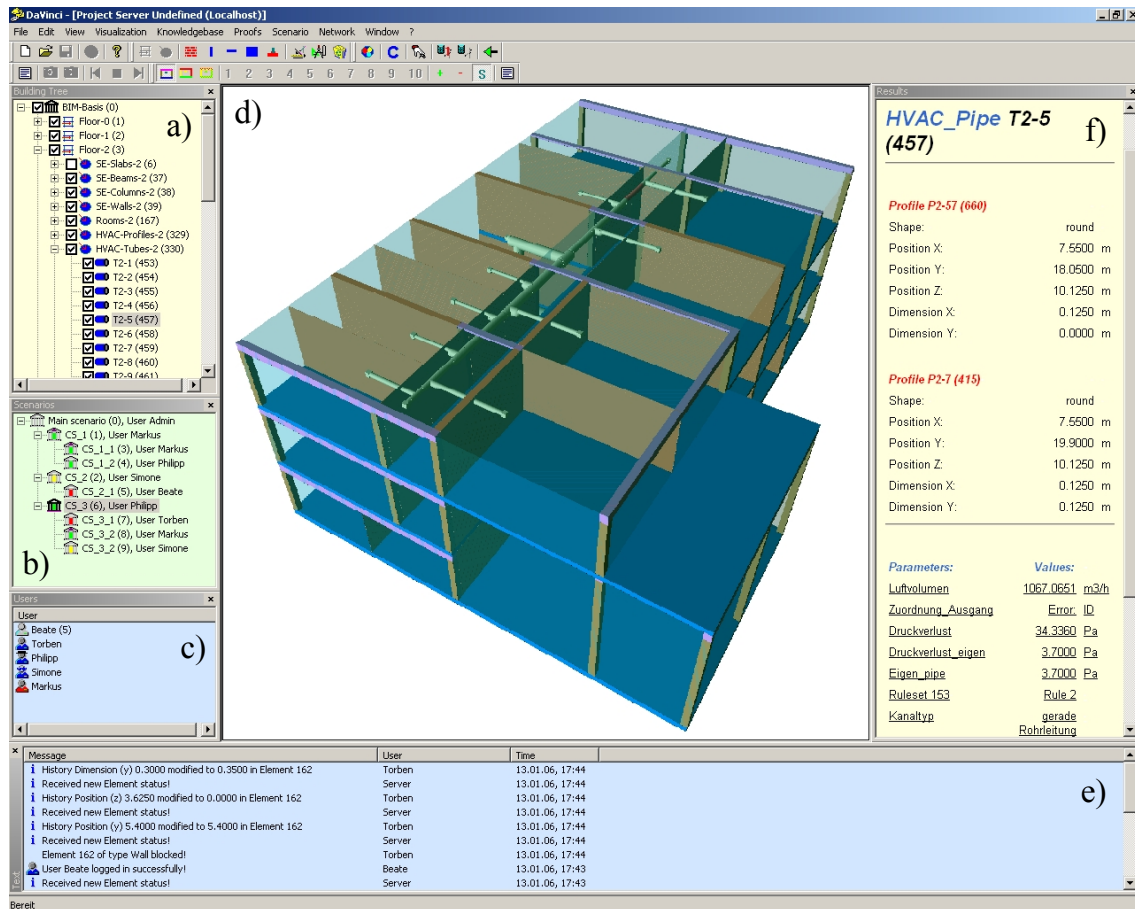 DaVinci - [Project Server Undefined (Localhost)]
File Edit View Visualization Knowledgebase Proofs Scenario Network Window ?
1 2 3 4 5 6 7 8 9 10 + - S
Building Tree
a)
BIM-Basis (0)
Floor-0 (1)
Floor-1 (2)
Floor-2 (3)
SE-Slabs-2 (6)
SE-Beams-2 (37)
SE-Columns-2 (38)
SE-Walls-2 (39)
Rooms-2 (167)
HVAC-Profiles-2 (329)
HVAC-Tubes-2 (330)
T2-1 (453)
T2-2 (454)
T2-3 (455)
T2-4 (456)
T2-5 (457)
T2-6 (458)
T2-7 (459)
T2-8 (460)
T2-9 (461)
Scenarios
Main scenario (0), User Admin
CS_1 (1), User Markus
CS_1_1 (3), User Markus
CS_1_2 (4), User Philipp
CS_2 (2), User Simone
CS_2_1 (5), User Beate
CS_3 (6), User Philipp
CS_3_1 (7), User Torben
CS_3_2 (8), User Markus
CS_3_2 (9), User Simone
b)
Users
User
Beate (5)
Torben
Philipp
Simone
Markus
c)
d)
Results
HVAC_Pipe T2-5
(457)
f)
Profile P2-57 (660)
Shape: round
Position X: 7.5500 m
Position Y: 18.0500 m
Position Z: 10.1250 m
Dimension X: 0.1250 m
Dimension Y: 0.0000 m
Profile P2-7 (415)
Shape: round
Position X: 7.5500 m
Position Y: 19.9000 m
Position Z: 10.1250 m
Dimension X: 0.1250 m
Dimension Y: 0.1250 m
Parameters: Values:
Luftvolumen 1067.0651 m3/h
Zuordnung_Ausgang Error: ID
Druckverlust 34.3360 Pa
Druckverlust_eigen 3.7000 Pa
Eigen_pipe 3.7000 Pa
Ruleset 153 Rule 2
Kanaltyp gerade
Rohrleitung
Message User Time
History Dimension (y) 0.3000 modified to 0.3500 in Element 162 Torben 13.01.06, 17:44
Received new Element status! Server 13.01.06, 17:44
History Position (z) 3.6250 modified to 0.0000 in Element 162 Torben 13.01.06, 17:44
Received new Element status! Server 13.01.06, 17:44
History Position (y) 5.4000 modified to 5.4000 in Element 162 Torben 13.01.06, 17:44
Received new Element status! Server 13.01.06, 17:44
Element 162 of type Wall blocked! Torben 13.01.06, 17:44
User Beate logged in successfully! Beate 13.01.06, 17:43
Received new Element status! Server 13.01.06, 17:43
e)
Text
Bereit